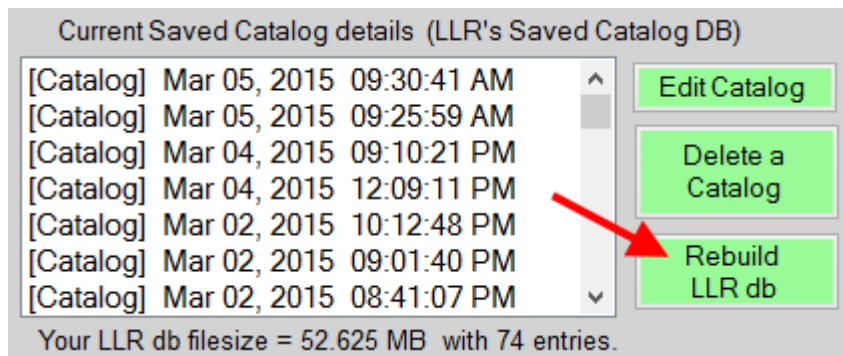 Current Saved Catalog details (LLR's Saved Catalog DB)
[Catalog] Mar 05, 2015 09:30:41 AM
[Catalog] Mar 05, 2015 09:25:59 AM
[Catalog] Mar 04, 2015 09:10:21 PM
[Catalog] Mar 04, 2015 12:09:11 PM
[Catalog] Mar 02, 2015 10:12:48 PM
[Catalog] Mar 02, 2015 09:01:40 PM
[Catalog] Mar 02, 2015 08:41:07 PM
Edit Catalog
Delete a
Catalog
Rebuild
LLR db
Your LLR db filesize = 52.625 MB with 74 entries.